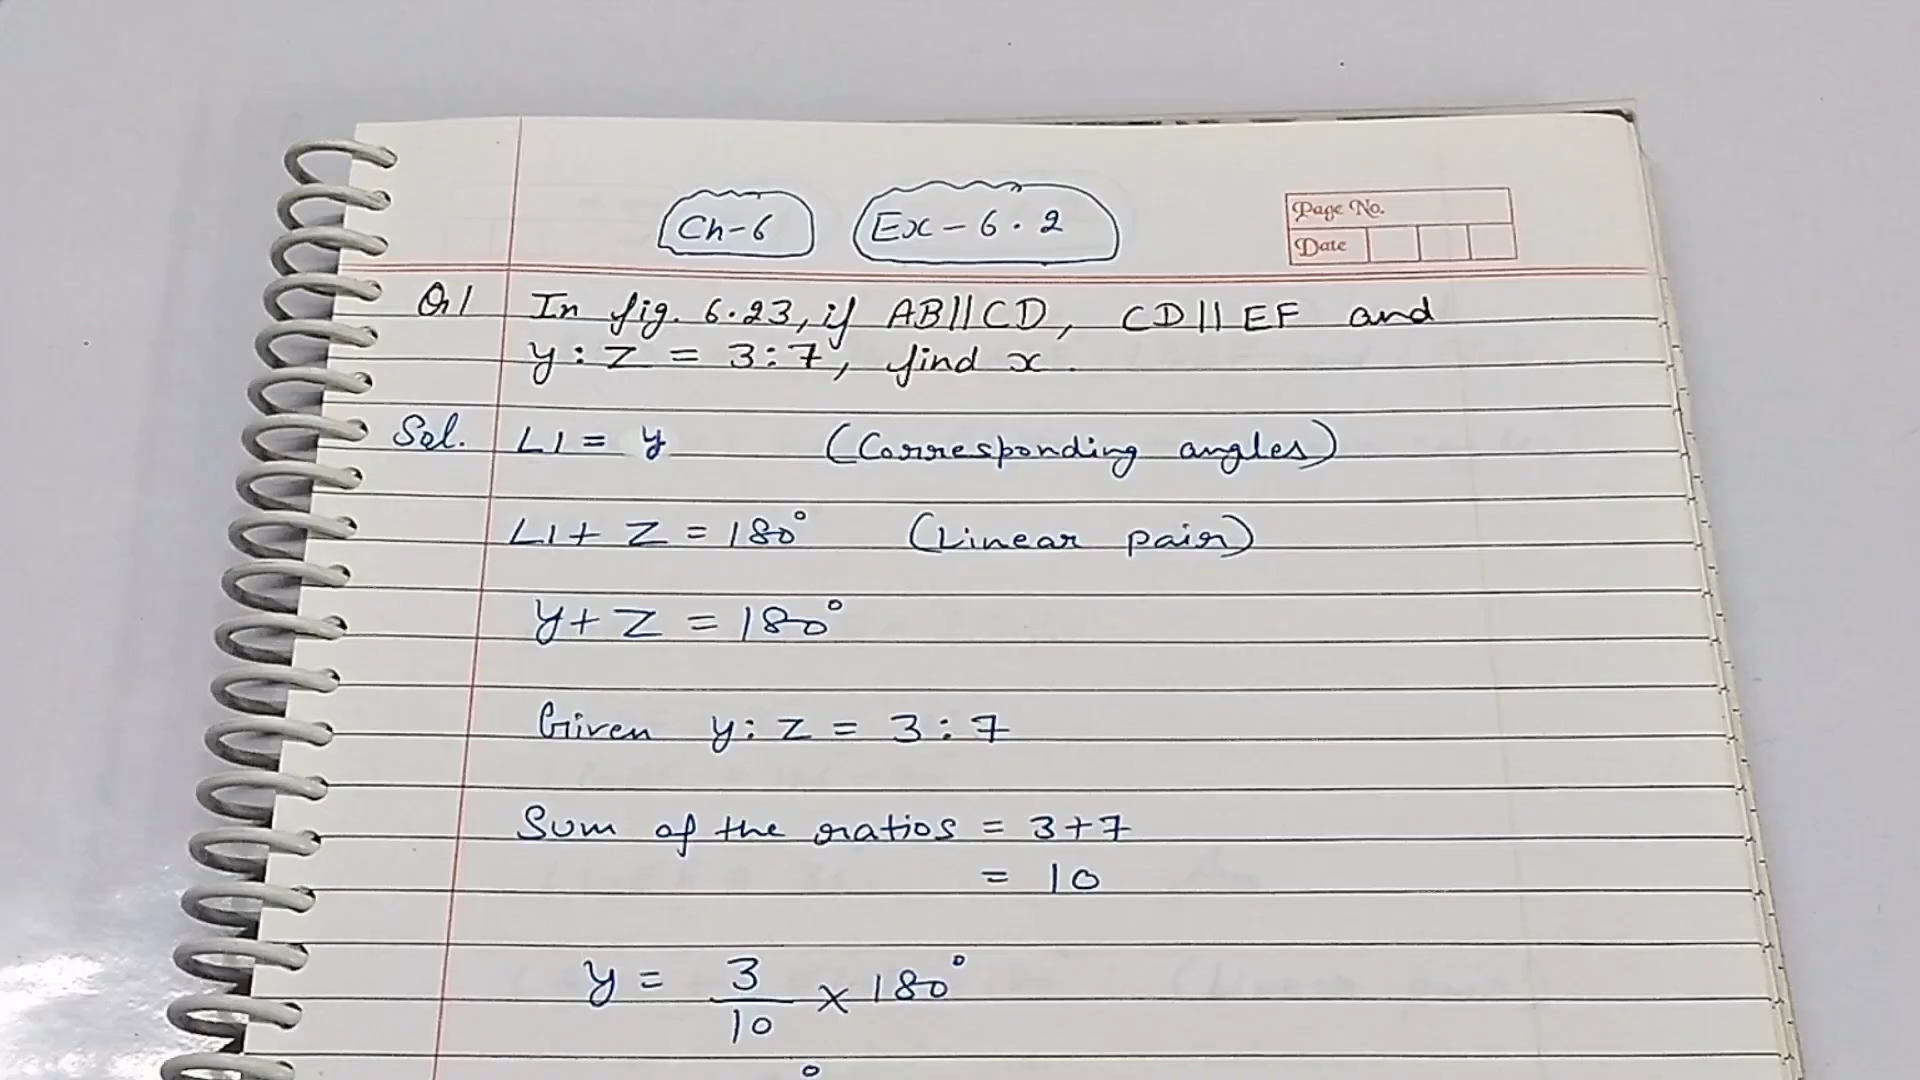 Ch-6 Ex-6.2
Page No.
Date
Q1 In fig. 6.23, if AB||CD, CD||EF and
y : z = 3:7, find x.
Sol. ∠1 = y (Corresponding angles)
∠1 + z = 180° (Linear pair)
y + z = 180°
Given y : z = 3 : 7
Sum of the ratios = 3+7
= 10
y = 3/10 × 180°